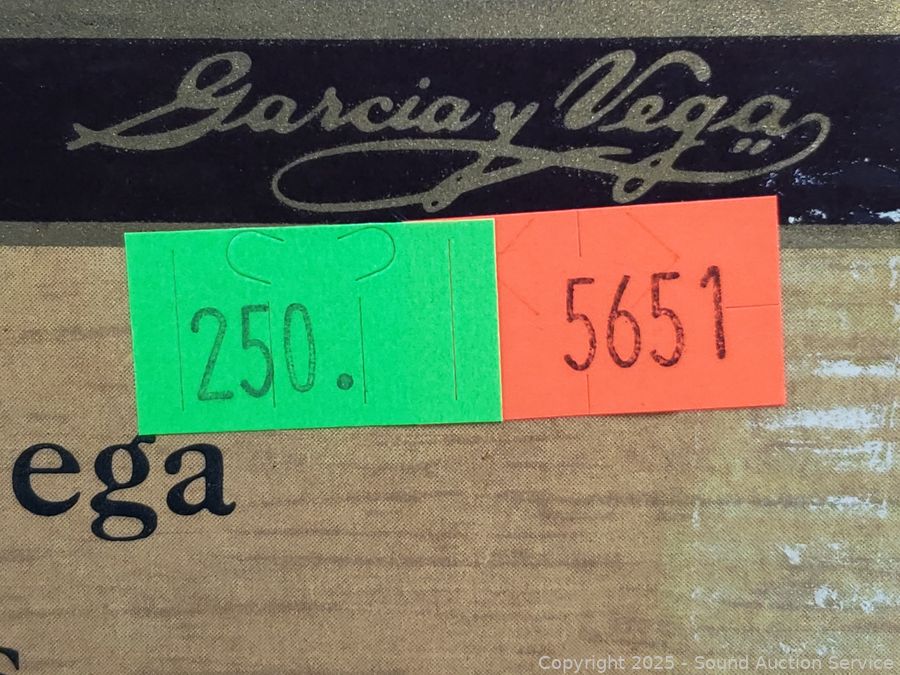 Garcia y Vega
250. 5651
ega
Copyright 2025 - Sound Auction Service